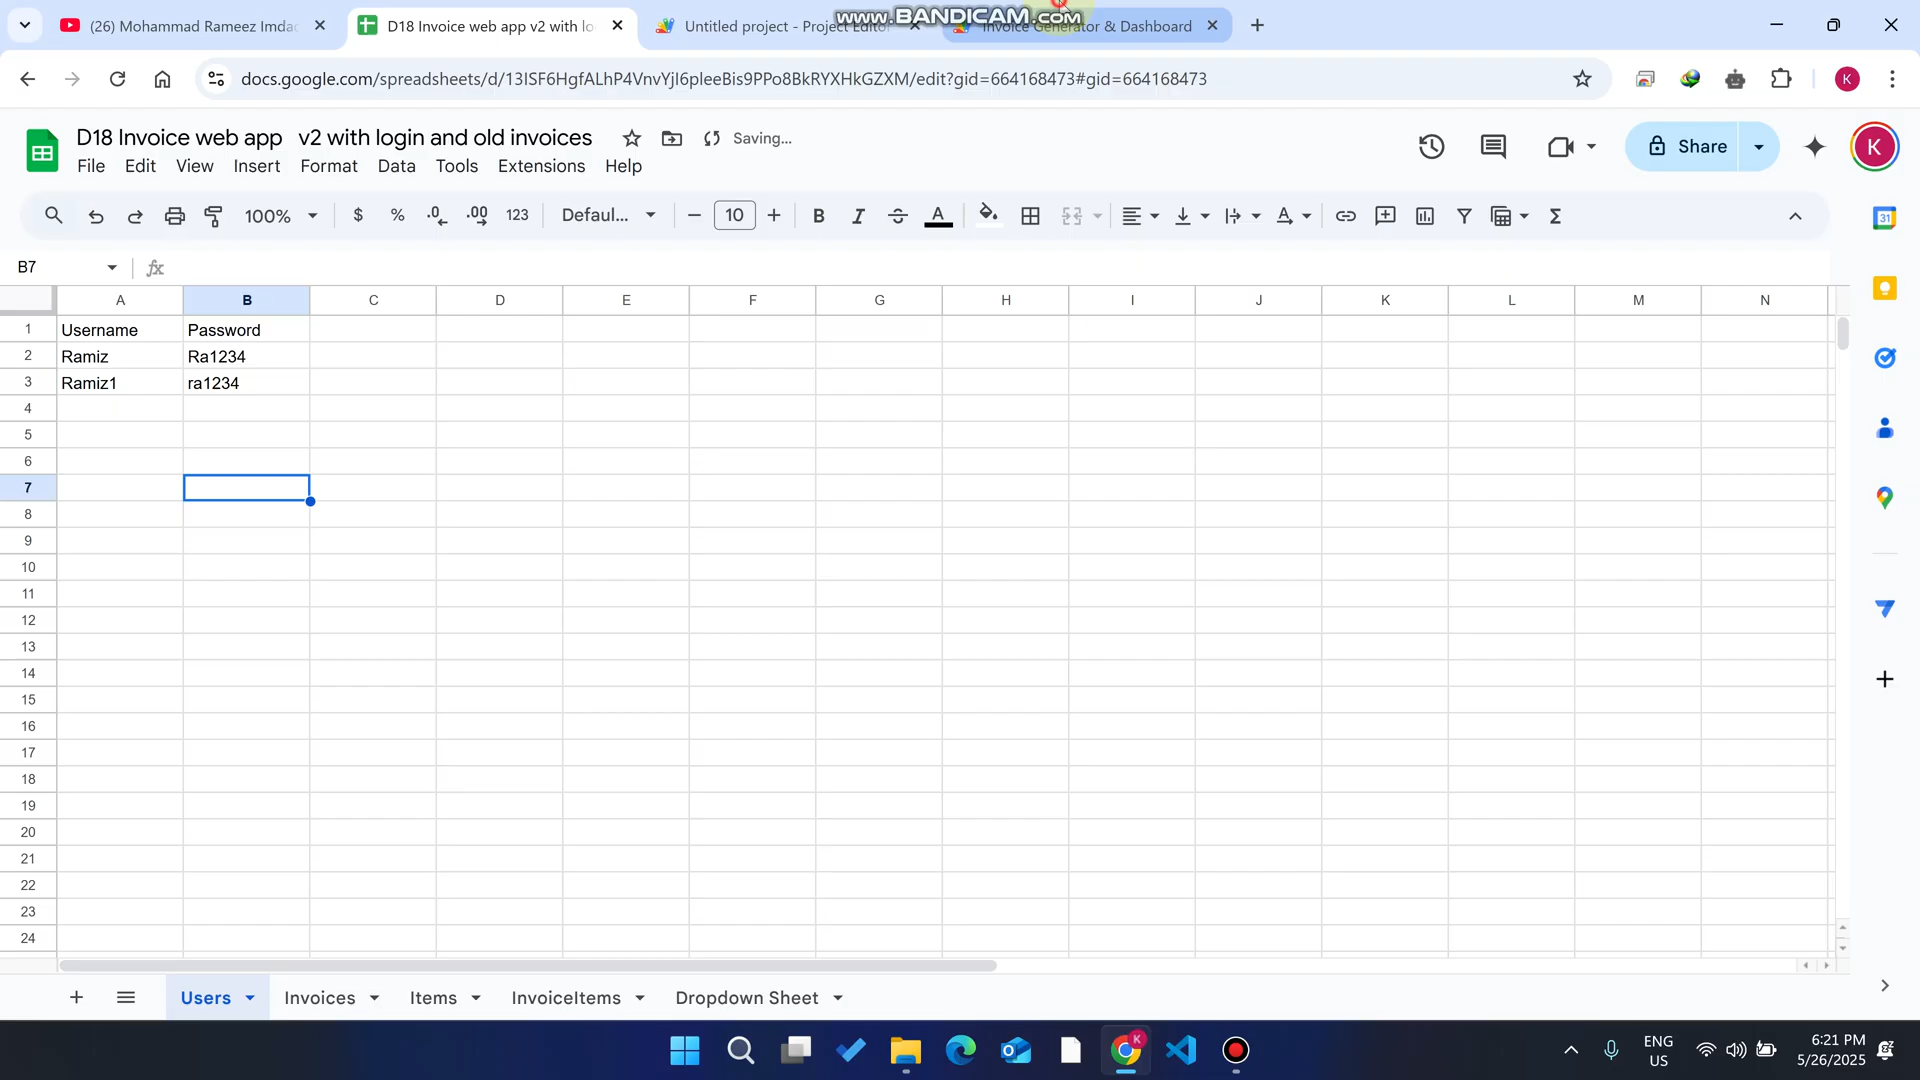 (26) Mohammad Rameez Imdad
D18 Invoice web app v2 with lo
Untitled project - Project Editor
Invoice Generator & Dashboard
www.BANDICAM.com
docs.google.com/spreadsheets/d/13ISF6HgfALhP4VnvYjI6pIeeBis9PPo8BkRYXHkGZXM/edit?gid=664168473#gid=664168473
K
D18 Invoice web app v2 with login and old invoices
Saving...
Share
K
File Edit View Insert Format Data Tools Extensions Help
100% $ % .0 .00 123 Defaul... 10 B I A Σ
31
B7 fx
A B C D E F G H I J K L M N
1 Username Password
2 Ramiz Ra1234
3 Ramiz1 ra1234
4
5
6
7
8
9
10
11
12
13
14
15
16
17
18
19
20
21
22
23
24
Users Invoices Items InvoiceItems Dropdown Sheet
K
ENG
US
6:21 PM
5/26/2025